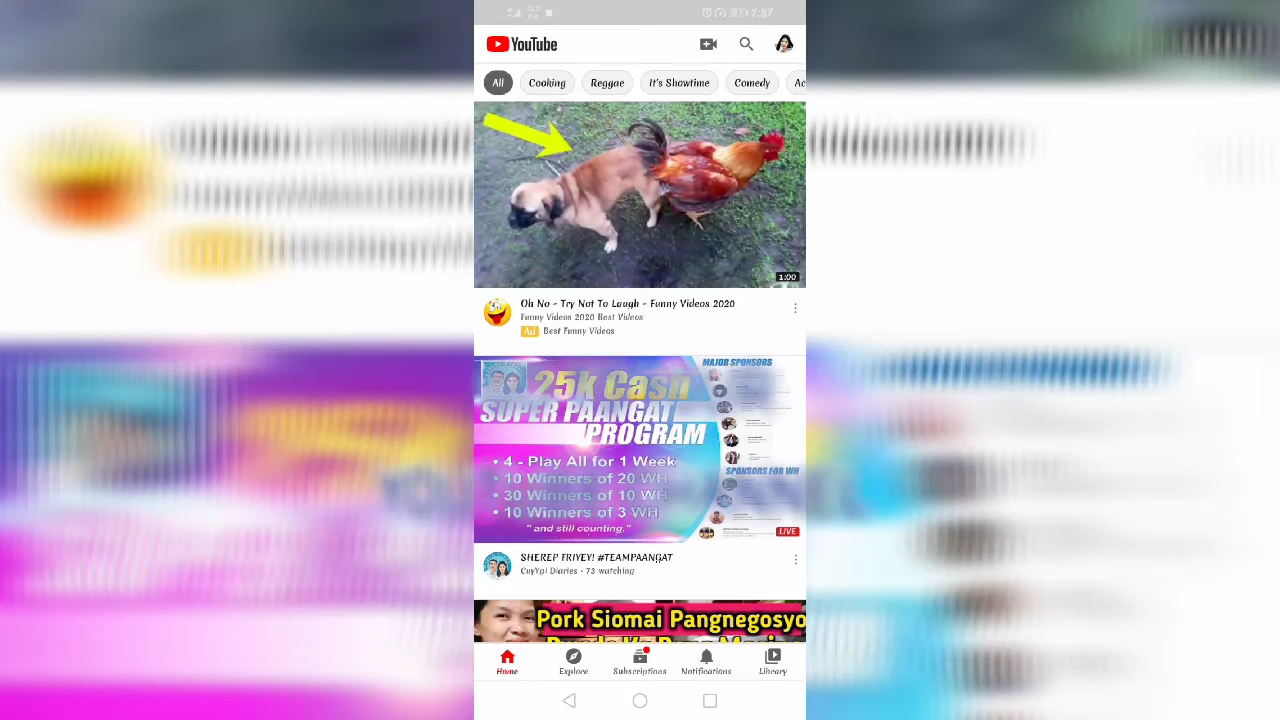 7:57
YouTube
All
Cooking
Reggae
It's Showtime
Comedy
Ac
1:00
Oh No - Try Not To Laugh - Funny Videos 2020
Funny Videos 2020 Best Videos
Ad Best Funny Videos
25k Cash
SUPER PAANGAT
PROGRAM
• 4 - Play All for 1 Week
• 10 Winners of 20 WH
• 30 Winners of 10 WH
• 10 Winners of 3 WH
"and still counting."
MAJOR SPONSORS
SPONSORS FOR WH
LIVE
SHEREP FRIYEY! #TEAMPAANGAT
CuyYgi Diaries • 73 watching
Pork Siomai Pangnegosyo
Home
Explore
Subscriptions
Notifications
Library